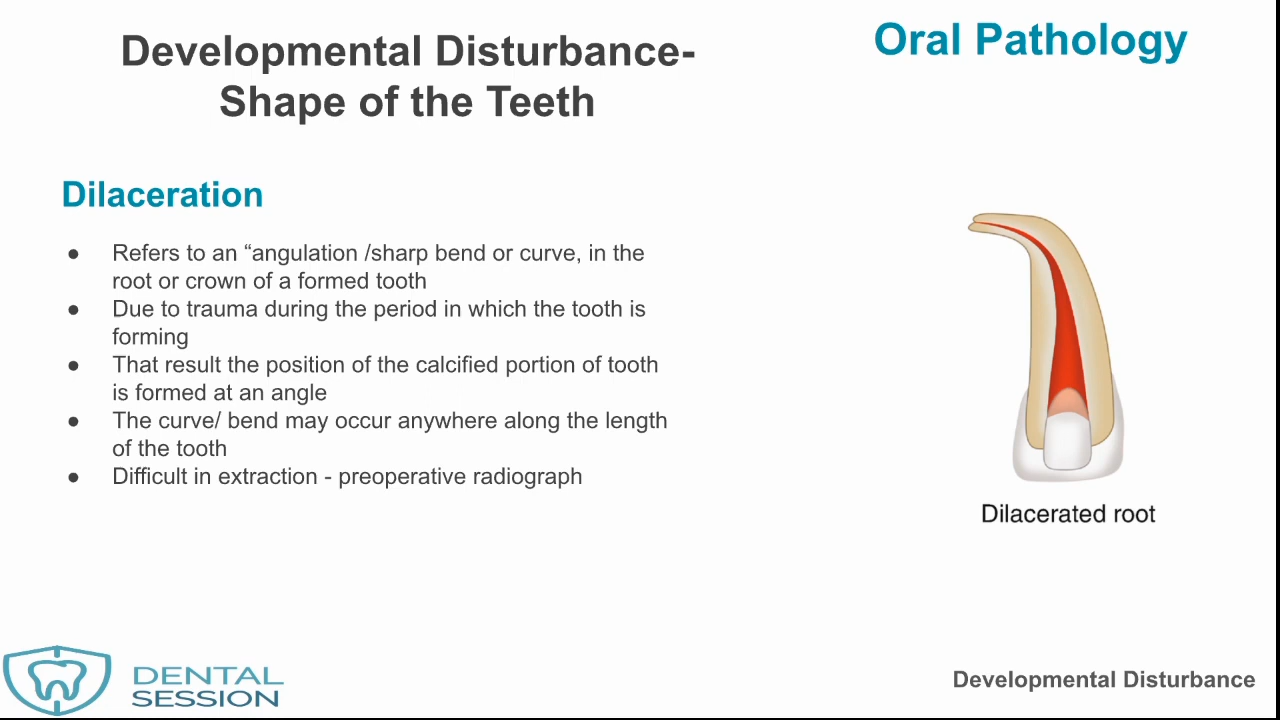 Developmental Disturbance-
Shape of the Teeth
Oral Pathology
Dilaceration
● Refers to an “angulation /sharp bend or curve, in the
root or crown of a formed tooth
● Due to trauma during the period in which the tooth is
forming
● That result the position of the calcified portion of tooth
is formed at an angle
● The curve/ bend may occur anywhere along the length
of the tooth
● Difficult in extraction - preoperative radiograph
Dilacerated root
DENTAL
SESSION
Developmental Disturbance